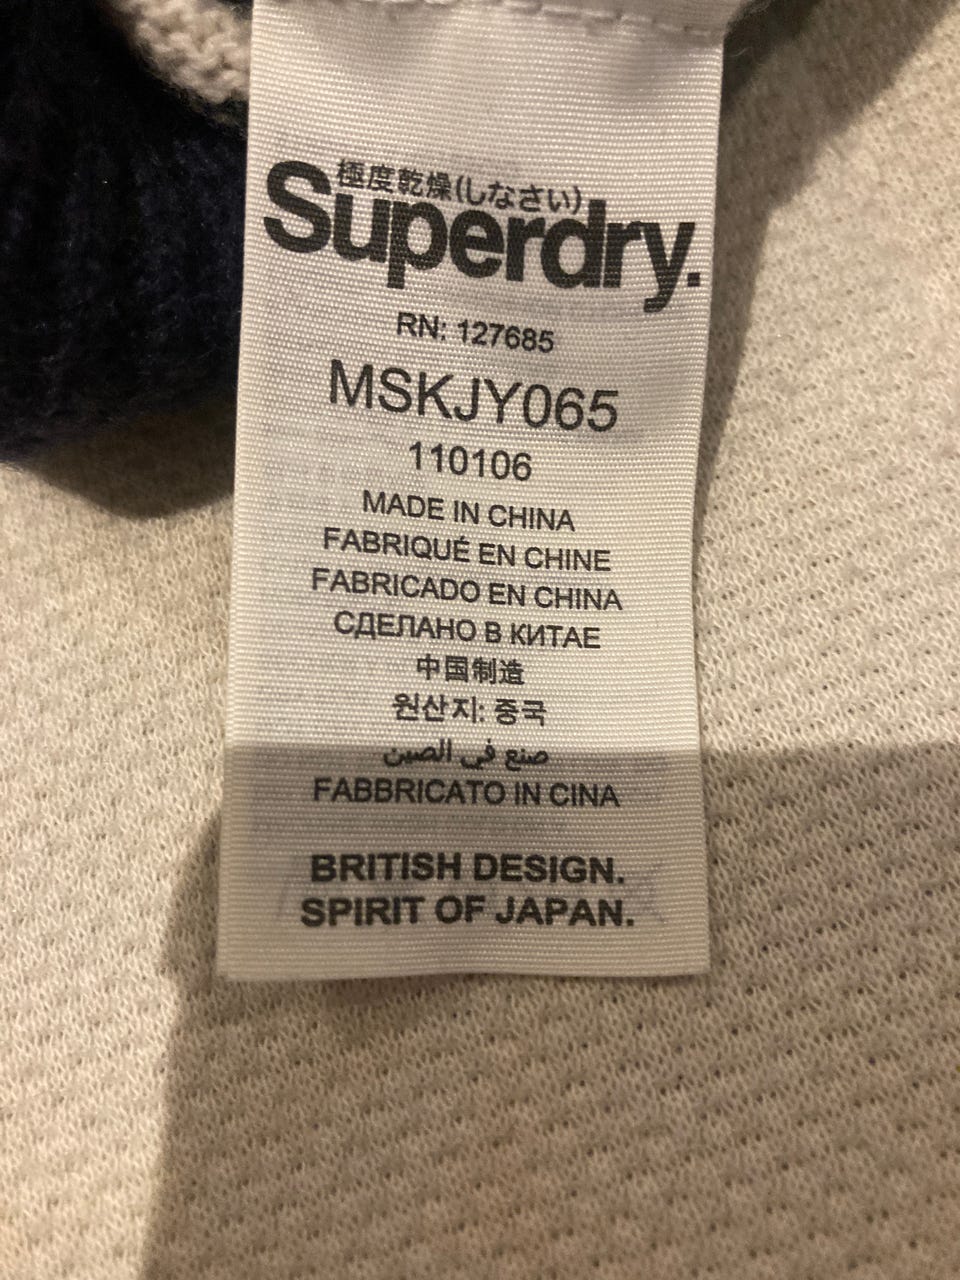 極度乾燥(しなさい)
Superdry.
RN: 127685
MSKJY065
110106
MADE IN CHINA
FABRIQUÉ EN CHINE
FABRICADO EN CHINA
СДЕЛАНО В КИТАЕ
中国制造
원산지: 중국
صنع في الصين
FABBRICATO IN CINA
BRITISH DESIGN.
SPIRIT OF JAPAN.